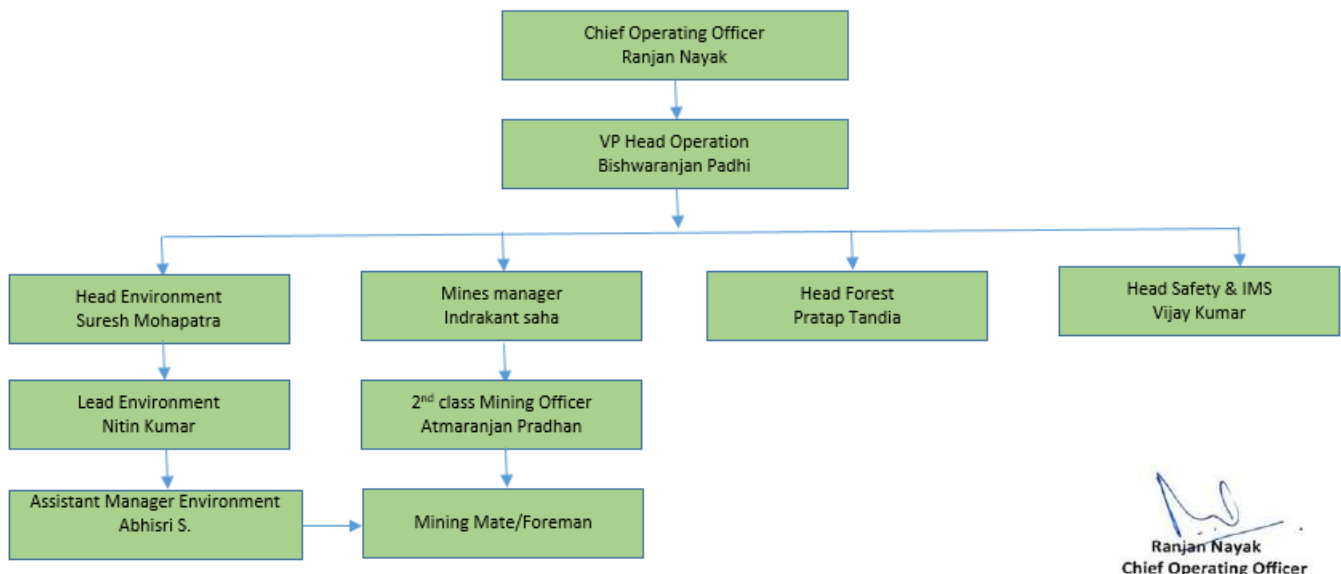 Chief Operating Officer
Ranjan Nayak
VP Head Operation
Bishwaranjan Padhi
Head Environment
Suresh Mohapatra
Mines manager
Indrakant saha
Head Forest
Pratap Tandia
Head Safety & IMS
Vijay Kumar
Lead Environment
Nitin Kumar
2nd class Mining Officer
Atmaranjan Pradhan
Assistant Manager Environment
Abhisri S.
Mining Mate/Foreman
Ranjan Nayak
Chief Operating Officer